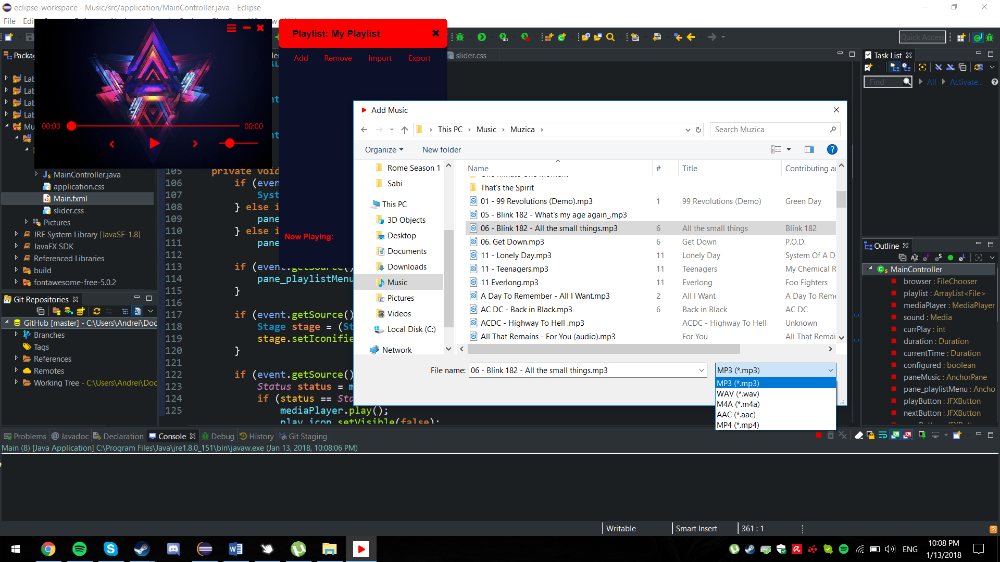 eclipse-workspace - Music/src/application/MainController.java - Eclipse
File Edi
Quick Access
Packag
Lab
Lab
Lab
Lab
Mu
MainController.java
application.css
Main.fxml
slider.css
Pictures
JRE System Library [JavaSE-1.8]
JavaFX SDK
Referenced Libraries
build
fontawesome-free-5.0.2
00:00
00:00
Playlist: My Playlist
Add Remove Import Export
Now Playing:
slider.css
105 private void
106 if (even
107 Syst
108 } else i
109 pane
110 } else i
111 pane
112
113 if (event.getSource()
114 pane_playlistMenu
115 }
116
117 if (event.getSource()
118 Stage stage = (St
119 stage.setIconifie
120 }
121
122 if (event.getSource()
123 Status status = m
124 if (status == Sta
125 mediaPlayer.play();
play_icon.setVisible(false);
Add Music
This PC Music Muzica
Search Muzica
Organize New folder
Rome Season 1
Sabi
This PC
3D Objects
Desktop
Documents
Downloads
Music
Pictures
Videos
Local Disk (C:)
Network
Name # Title Contributing ar
One Minute One Moment
That's the Spirit
01 - 99 Revolutions (Demo).mp3 1 99 Revolutions (Demo) Green Day
05 - Blink 182 - What's my age again_.mp3
06 - Blink 182 - All the small things.mp3 6 All the small things Blink 182
06. Get Down.mp3 6 Get Down P.O.D.
11 - Lonely Day.mp3 11 Lonely Day System Of A D
11 - Teenagers.mp3 11 Teenagers My Chemical R
11 Everlong.mp3 11 Everlong Foo Fighters
A Day To Remember - All I Want.mp3 2 All I Want A Day To Reme
AC DC - Back in Black.mp3 6 Back in Black AC DC
ACDC - Highway To Hell .mp3 ACDC - Highway To Hell Unknown
All That Remains - For You (audio).mp3 For You All That Remai
File name: 06 - Blink 182 - All the small things.mp3
MP3 (*.mp3)
MP3 (*.mp3)
WAV (*.wav)
M4A (*.m4a)
AAC (*.aac)
MP4 (*.mp4)
Task List
Find All Activate...
Outline
MainController
browser : FileChooser
playlist : ArrayList<File>
mediaPlayer : MediaPlayer
sound : Media
currPlay : int
duration : Duration
currentTime : Duration
configured : boolean
paneMusic : AnchorPane
pane_playlistMenu : Ancho
playButton : JFXButton
nextButton : JFXButton
Git Repositories
GitHub [master] - C:\Users\Andrei\Doc
Branches
Tags
References
Remotes
Working Tree - C:\Users\Andrei\Doc
Problems @ Javadoc Declaration Console Debug History Git Staging
Main (8) [Java Application] C:\Program Files\Java\jre1.8.0_151\bin\javaw.exe (Jan 13, 2018, 10:08:06 PM)
Writable Smart Insert 361 : 1
ENG
10:08 PM
1/13/2018